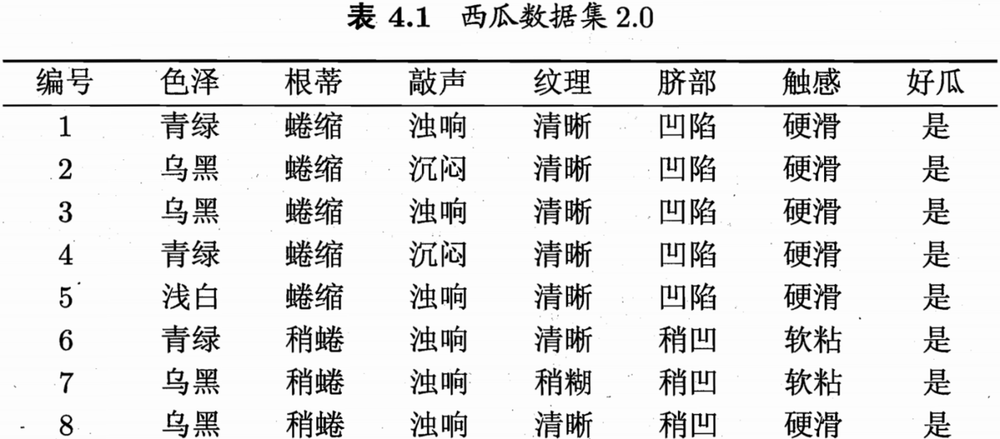 表 4.1 西瓜数据集 2.0
编号 色泽 根蒂 敲声 纹理 脐部 触感 好瓜
1 青绿 蜷缩 浊响 清晰 凹陷 硬滑 是
2 乌黑 蜷缩 沉闷 清晰 凹陷 硬滑 是
3 乌黑 蜷缩 浊响 清晰 凹陷 硬滑 是
4 青绿 蜷缩 沉闷 清晰 凹陷 硬滑 是
5 浅白 蜷缩 浊响 清晰 凹陷 硬滑 是
6 青绿 稍蜷 浊响 清晰 稍凹 软粘 是
7 乌黑 稍蜷 浊响 稍糊 稍凹 软粘 是
8 乌黑 稍蜷 浊响 清晰 稍凹 硬滑 是